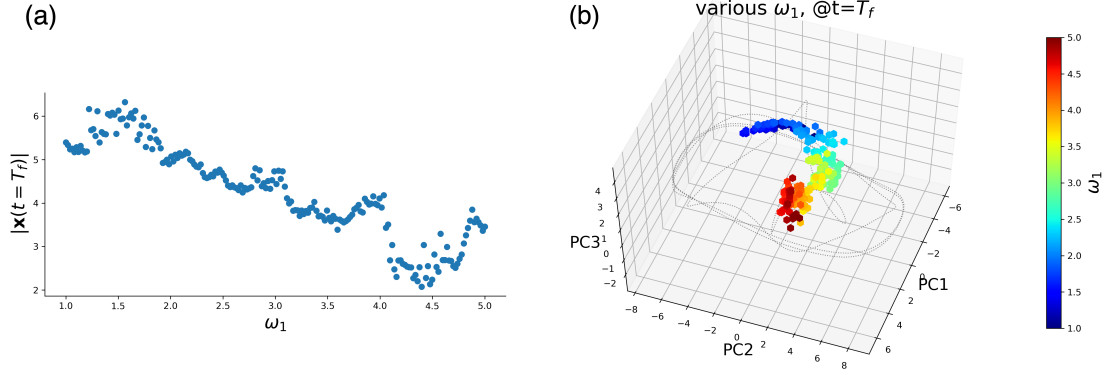 (a)
|x(t = T_f)|
6
5
4
3
2
1.0 1.5 2.0 2.5 3.0 3.5 4.0 4.5 5.0
ω₁
(b)
various ω₁, @t=T_f
4
3
2
1
0
−1
−2
PC3
−8 −6 −4 −2 0 2 4 6 8
PC2
−6
−4
−2
0
2
4
6
PC1
5.0
4.5
4.0
3.5
3.0
2.5
2.0
1.5
1.0
ω₁